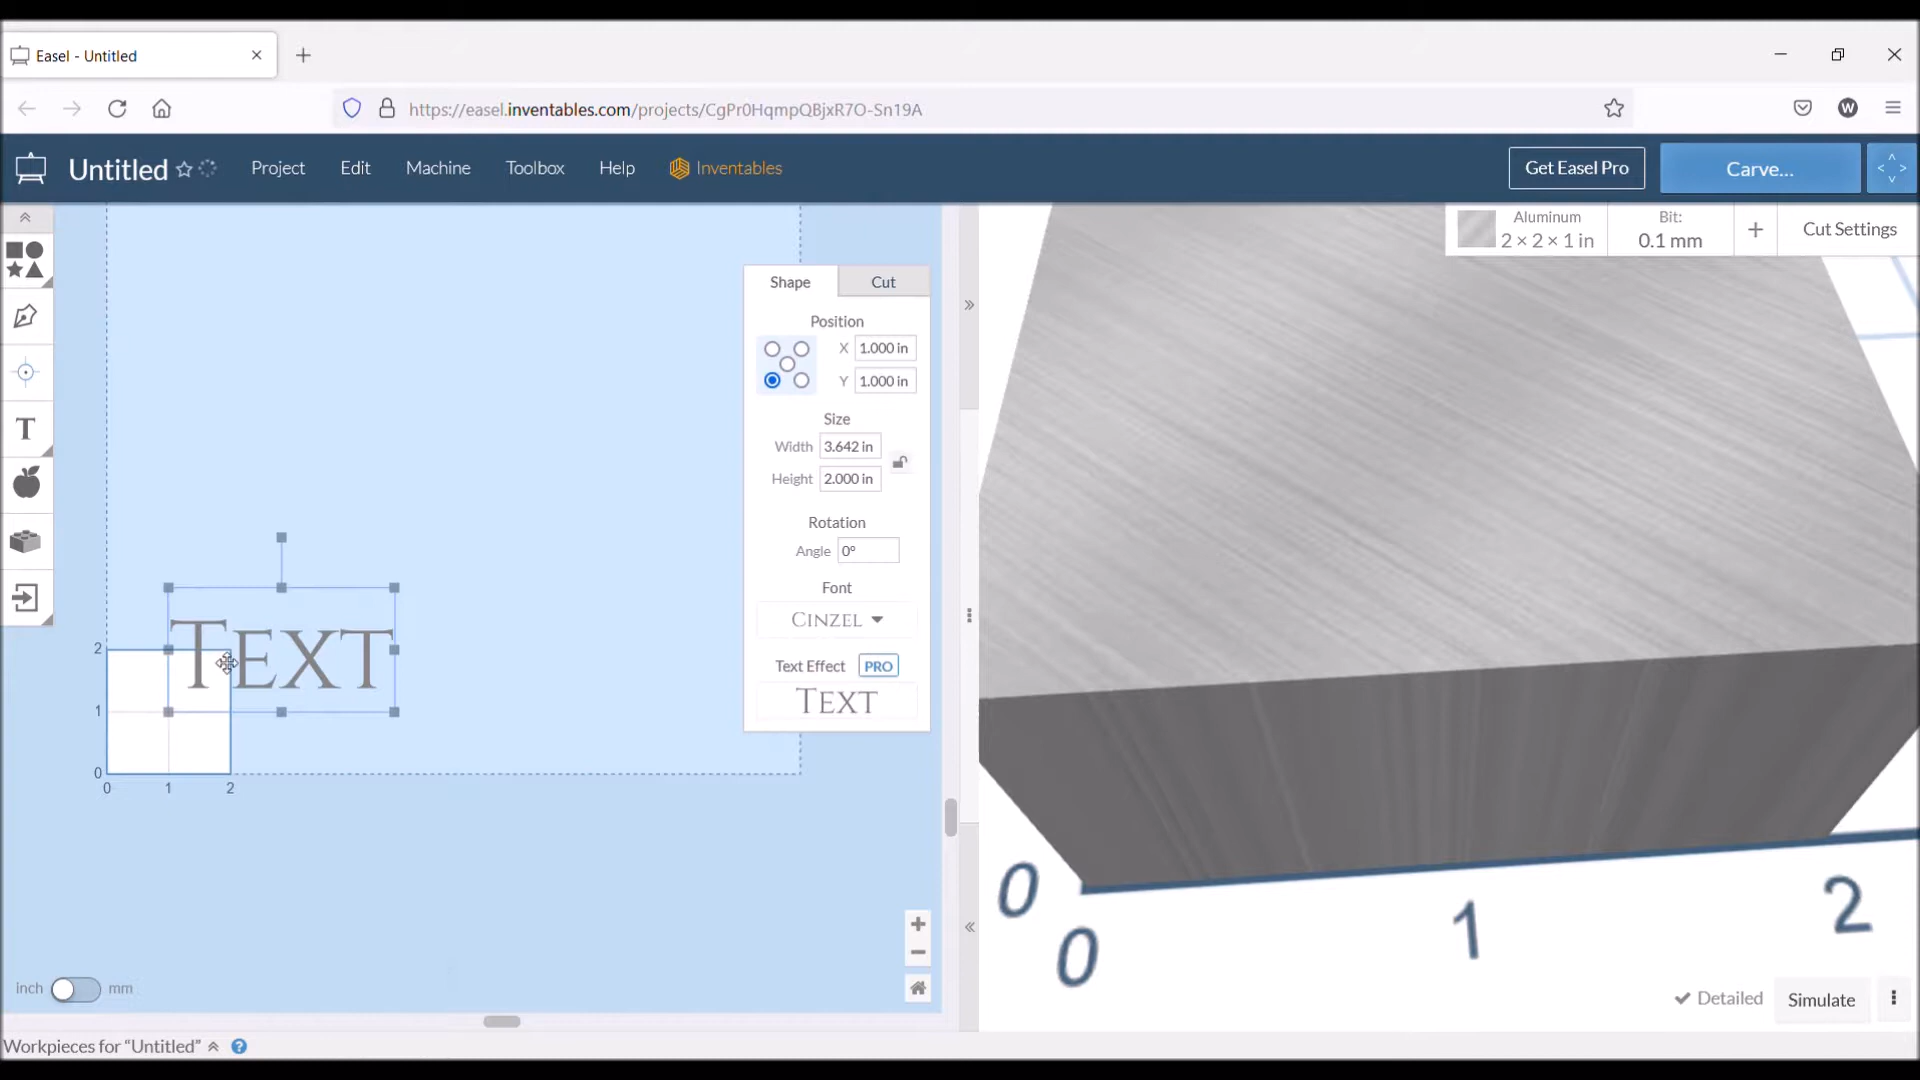 Easel - Untitled
https://easel.inventables.com/projects/CgPr0HqmpQBjxR7O-Sn19A
W
Untitled
Project
Edit
Machine
Toolbox
Help
Inventables
Get Easel Pro
Carve...
Aluminum
2 × 2 × 1 in
Bit:
0.1 mm
+
Cut Settings
Shape
Cut
Position
X 1.000 in
Y 1.000 in
Size
Width 3.642 in
Height 2.000 in
Rotation
Angle 0°
Font
CINZEL
Text Effect PRO
TEXT
T
TEXT
2
1
0
0 1 2
0
0
1
2
inch
mm
Detailed
Simulate
Workpieces for “Untitled”
?